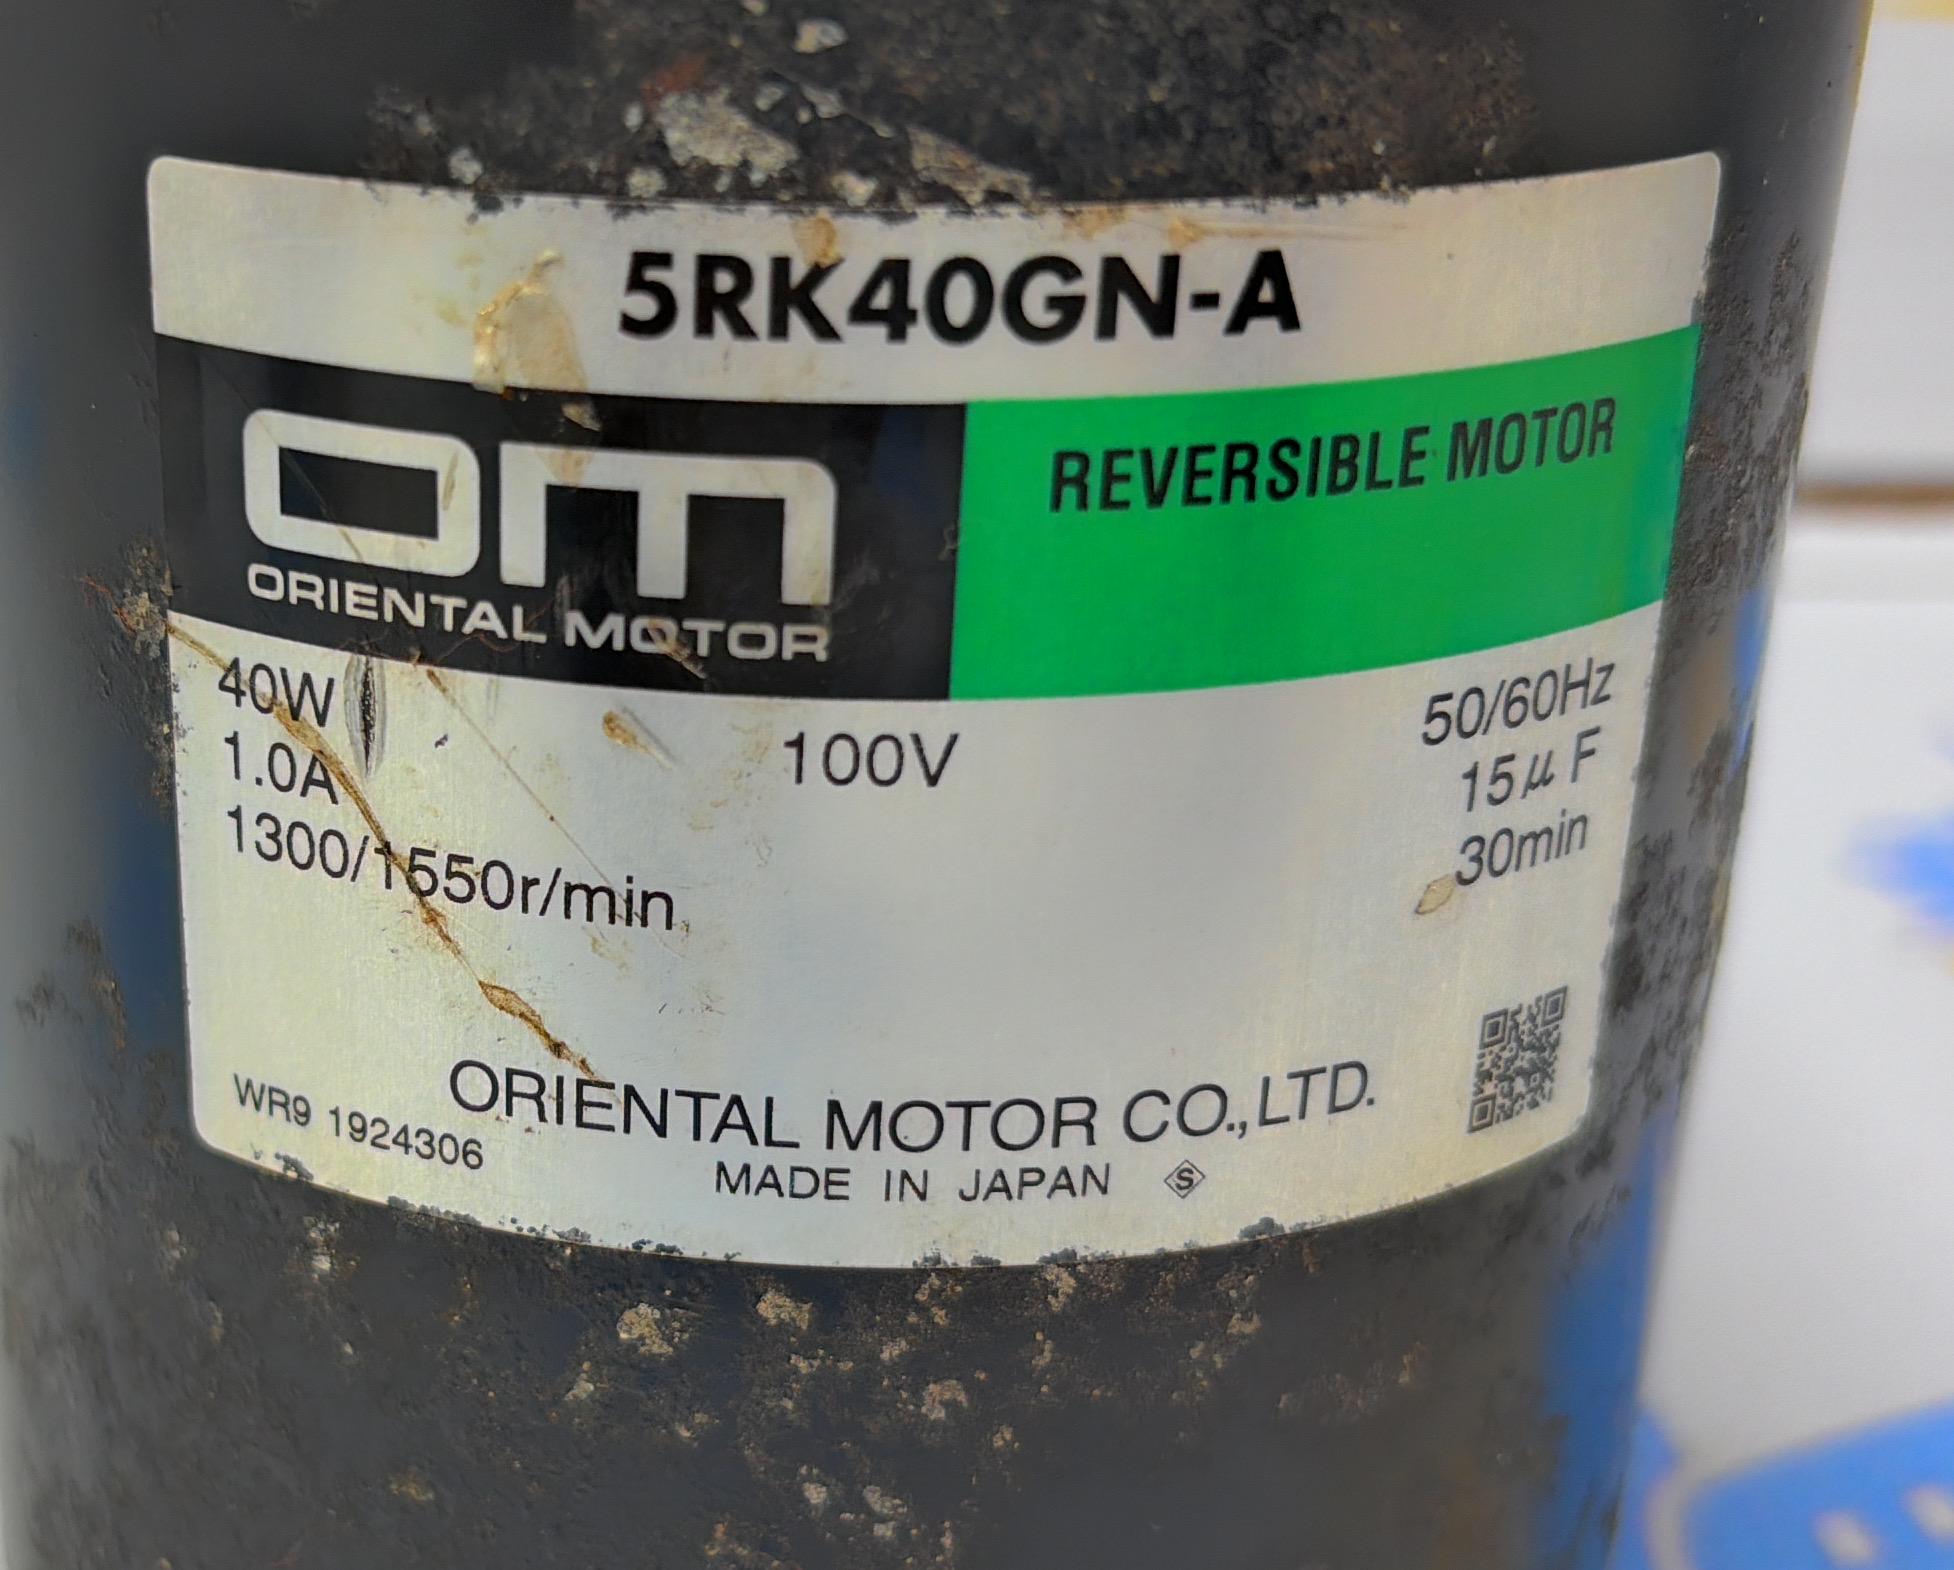 5RK40GN-A
om
ORIENTAL MOTOR
REVERSIBLE MOTOR
40W
1.0A
1300/1550r/min
100V
50/60Hz
15μF
30min
ORIENTAL MOTOR CO.,LTD.
WR9 1924306
MADE IN JAPAN
S